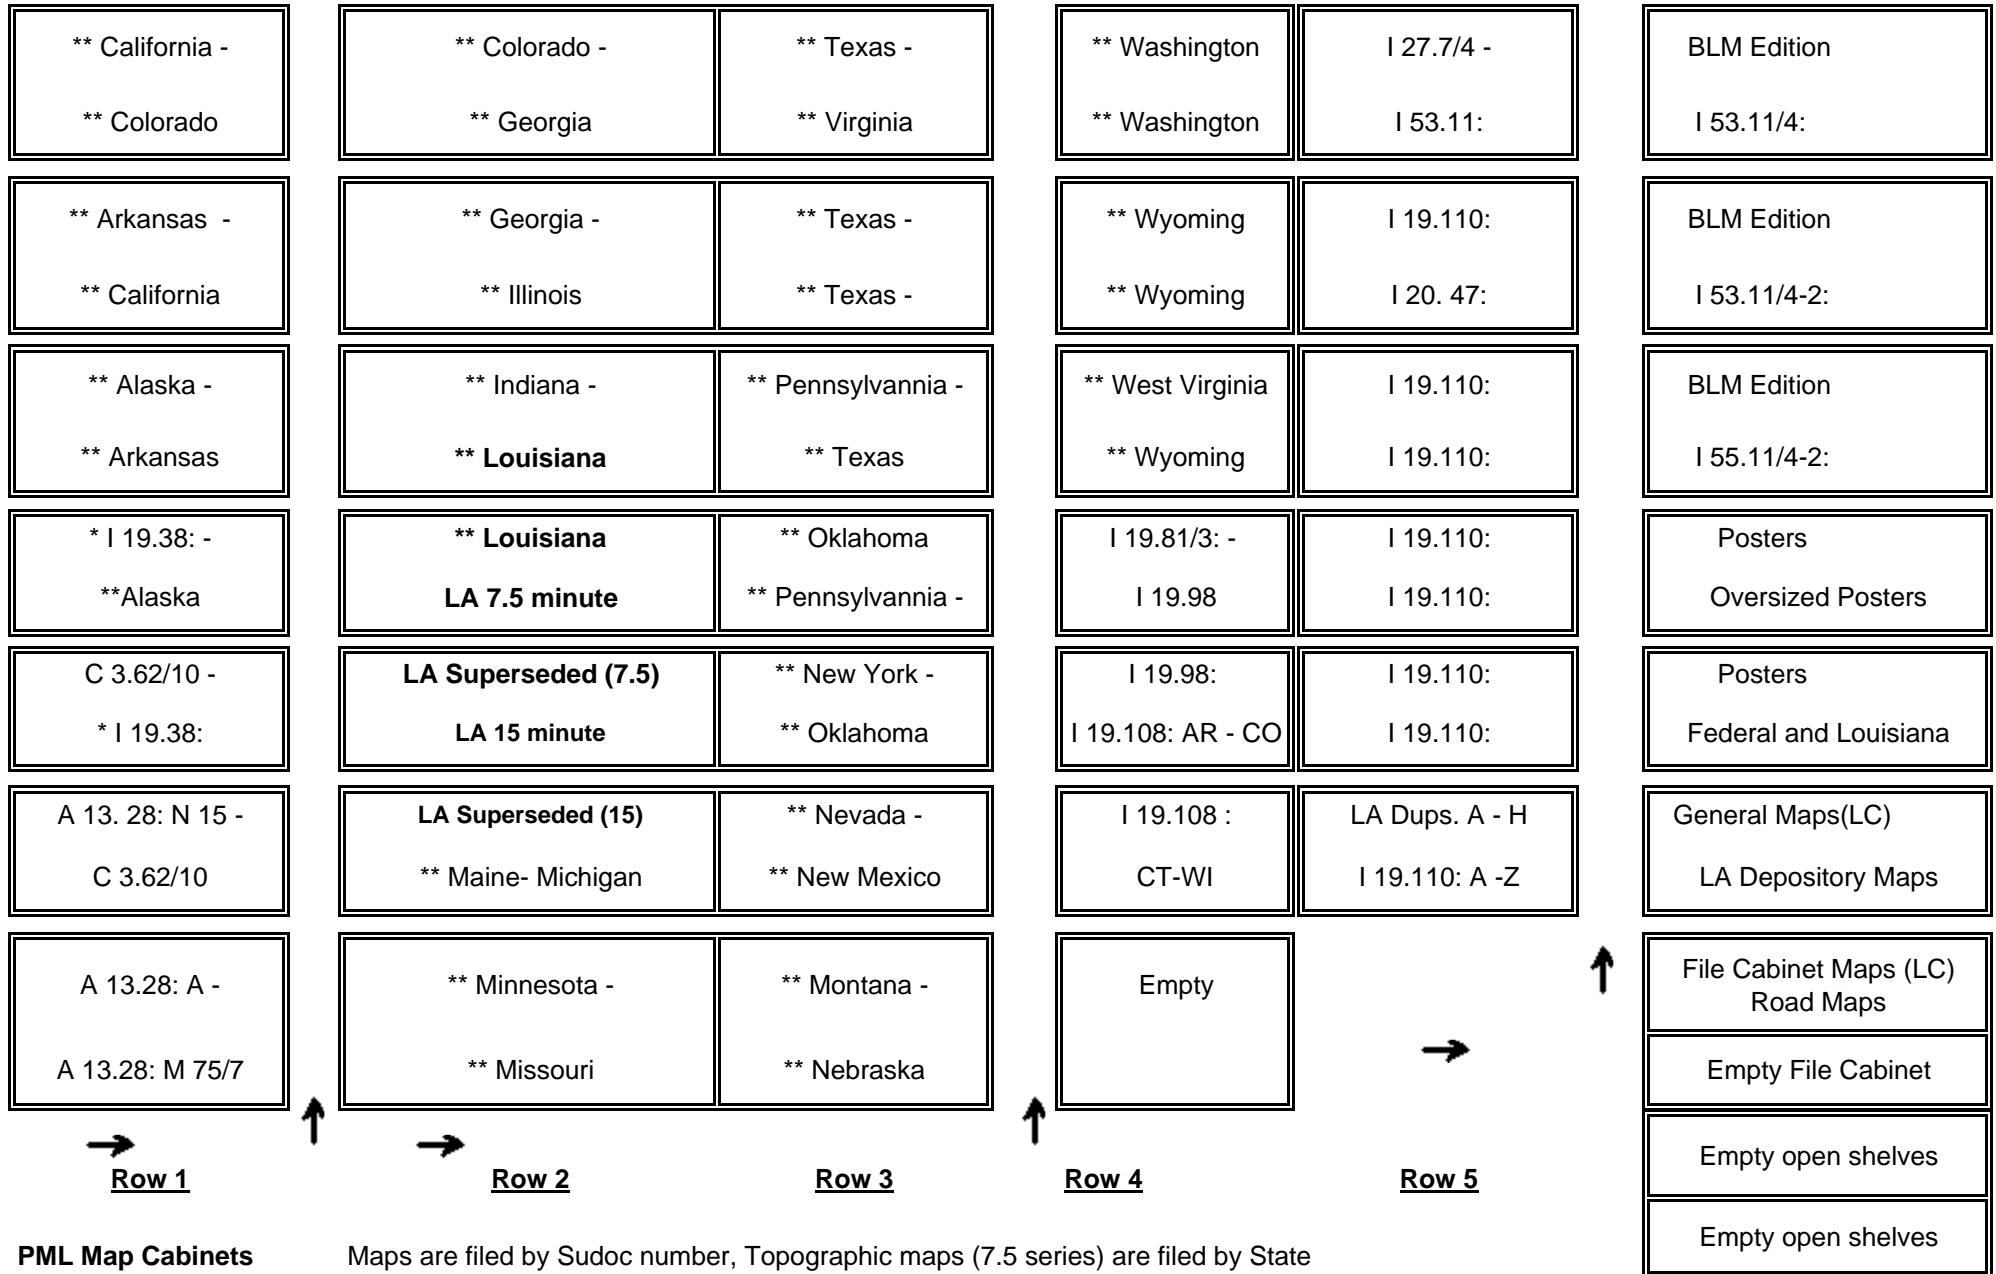 ** California -
** Colorado
** Colorado -
** Georgia
** Texas -
** Virginia
** Washington
** Washington
I 27.7/4 -
I 53.11:
BLM Edition
I 53.11/4:
** Arkansas -
** California
** Georgia -
** Illinois
** Texas -
** Texas -
** Wyoming
** Wyoming
I 19.110:
I 20. 47:
BLM Edition
I 53.11/4-2:
** Alaska -
** Arkansas
** Indiana -
** Louisiana
** Pennsylvannia -
** Texas
** West Virginia
** Wyoming
I 19.110:
I 19.110:
BLM Edition
I 55.11/4-2:
* I 19.38: -
**Alaska
** Louisiana
LA 7.5 minute
** Oklahoma
** Pennsylvannia -
I 19.81/3: -
I 19.98
I 19.110:
I 19.110:
Posters
Oversized Posters
C 3.62/10 -
* I 19.38:
LA Superseded (7.5)
LA 15 minute
** New York -
** Oklahoma
I 19.98:
I 19.108: AR - CO
I 19.110:
I 19.110:
Posters
Federal and Louisiana
A 13. 28: N 15 -
C 3.62/10
LA Superseded (15)
** Maine- Michigan
** Nevada -
** New Mexico
I 19.108 :
CT-WI
LA Dups. A - H
I 19.110: A -Z
General Maps(LC)
LA Depository Maps
A 13.28: A -
A 13.28: M 75/7
** Minnesota -
** Missouri
** Montana -
** Nebraska
Empty
File Cabinet Maps (LC)
Road Maps
Empty File Cabinet
Empty open shelves
Empty open shelves
Row 1
Row 2
Row 3
Row 4
Row 5
PML Map Cabinets
Maps are filed by Sudoc number, Topographic maps (7.5 series) are filed by State